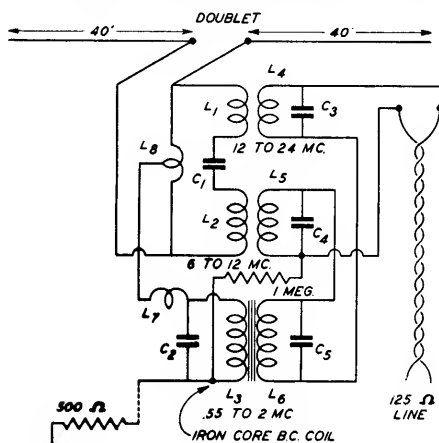 DOUBLET
40' 40'
L4
L1 C3
L8 12 TO 24 MC.
C1 L5
L2 C4
6 TO 12 MC.
1 MEG.
L7
C2 C5
L3 L6
500 Ω .55 TO 2 MC 125 Ω
LINE
IRON CORE B.C. COIL